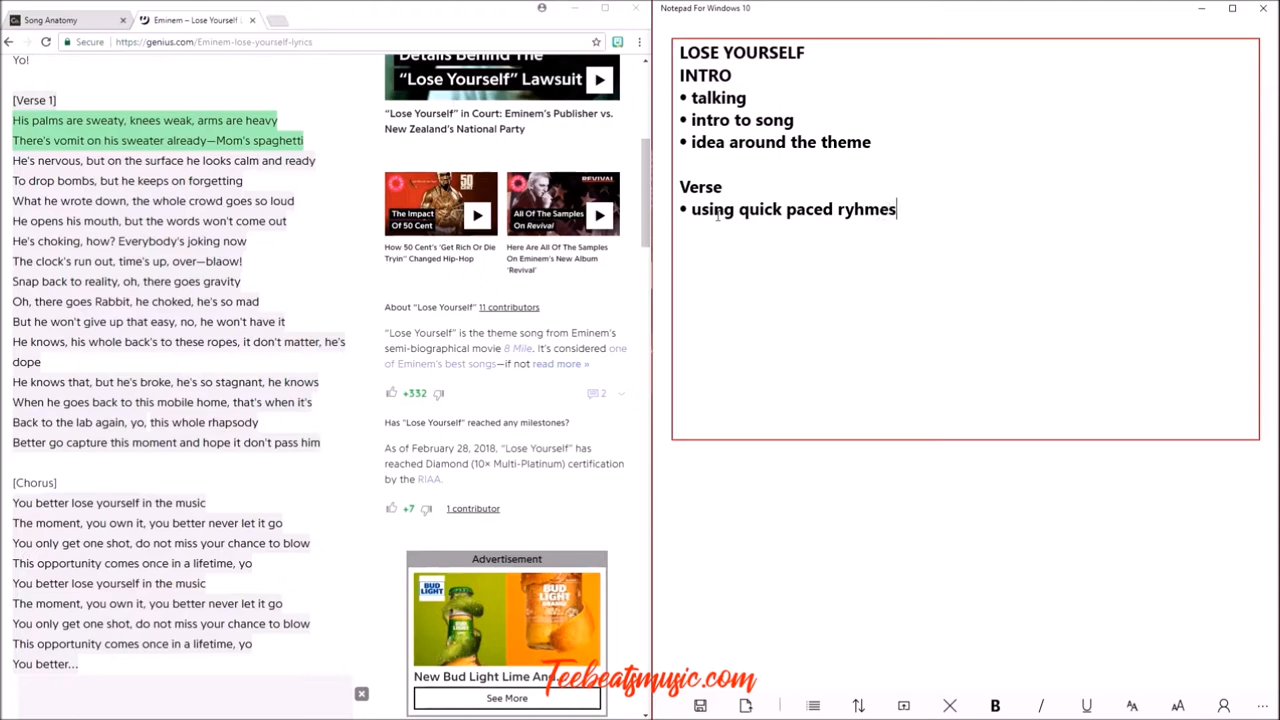 Song Anatomy
Eminem – Lose Yourself L
Secure
https://genius.com/Eminem-lose-yourself-lyrics
Yo!
[Verse 1]
His palms are sweaty, knees weak, arms are heavy
There's vomit on his sweater already—Mom's spaghetti
He's nervous, but on the surface he looks calm and ready
To drop bombs, but he keeps on forgetting
What he wrote down, the whole crowd goes so loud
He opens his mouth, but the words won't come out
He's choking, how? Everybody's joking now
The clock's run out, time's up, over—blaow!
Snap back to reality, oh, there goes gravity
Oh, there goes Rabbit, he choked, he's so mad
But he won't give up that easy, no, he won't have it
He knows, his whole back's to these ropes, it don't matter, he's
dope
He knows that, but he's broke, he's so stagnant, he knows
When he goes back to this mobile home, that's when it's
Back to the lab again, yo, this whole rhapsody
Better go capture this moment and hope it don't pass him
[Chorus]
You better lose yourself in the music
The moment, you own it, you better never let it go
You only get one shot, do not miss your chance to blow
This opportunity comes once in a lifetime, yo
You better lose yourself in the music
The moment, you own it, you better never let it go
You only get one shot, do not miss your chance to blow
This opportunity comes once in a lifetime, yo
You better...
Details Behind The
“Lose Yourself” Lawsuit
“Lose Yourself” in Court: Eminem's Publisher vs.
New Zealand's National Party
The Impact
Of 50 Cent
How 50 Cent's ‘Get Rich Or Die
Tryin’’ Changed Hip-Hop
REVIVAL
All Of The Samples
On Revival
Here Are All Of The Samples
On Eminem's New Album
‘Revival’
About “Lose Yourself” 11 contributors
“Lose Yourself” is the theme song from Eminem's
semi-biographical movie 8 Mile. It's considered one
of Eminem's best songs—if not read more »
+332
2
Has “Lose Yourself” reached any milestones?
As of February 28, 2018, “Lose Yourself” has
reached Diamond (10× Multi-Platinum) certification
by the RIAA.
+7
1 contributor
Advertisement
BUD LIGHT
New Bud Light Lime And...
See More
Notepad For Windows 10
LOSE YOURSELF
INTRO
• talking
• intro to song
• idea around the theme
Verse
• using quick paced ryhmes
Teebeatsmusic.com